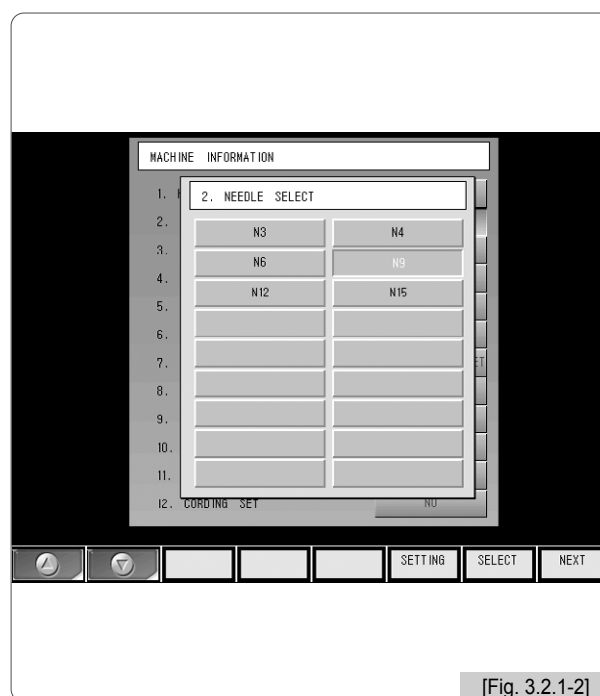 MACHINE INFORMATION
1.
2. NEEDLE SELECT
2.
N3 N4
3.
N6 N9
4.
N12 N15
5.
6.
7.
8.
9.
10.
11.
12. CORDING SET NO
SETTING SELECT NEXT
[Fig. 3.2.1-2]